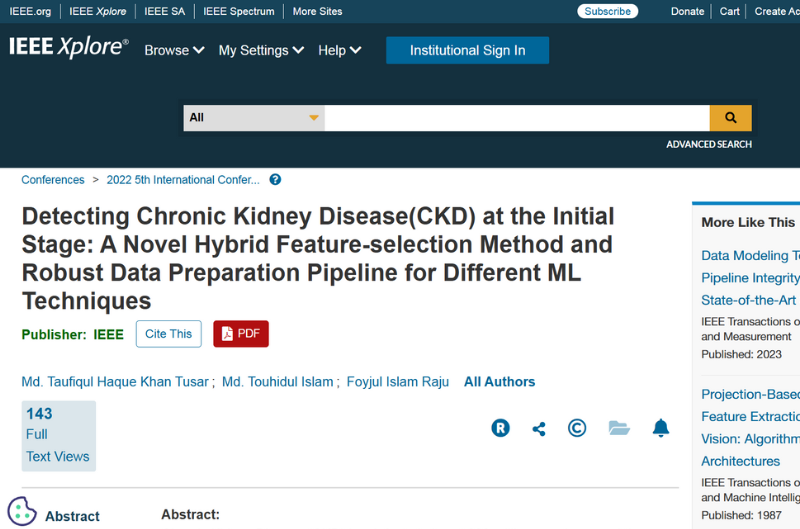 IEEE.org IEEE Xplore IEEE SA IEEE Spectrum More Sites Subscribe Donate Cart Create Ac
IEEE Xplore® Browse My Settings Help Institutional Sign In
All
ADVANCED SEARCH
Conferences > 2022 5th International Confer... ?
Detecting Chronic Kidney Disease(CKD) at the Initial
Stage: A Novel Hybrid Feature-selection Method and
Robust Data Preparation Pipeline for Different ML
Techniques
Publisher: IEEE Cite This PDF
Md. Taufiqul Haque Khan Tusar ; Md. Touhidul Islam ; Foyjul Islam Raju All Authors
143
Full
Text Views
R ©
Abstract
Abstract:
More Like This
Data Modeling To
Pipeline Integrity
State-of-the-Art
IEEE Transactions o
and Measurement
Published: 2023
Projection-Based
Feature Extractio
Vision: Algorithm
Architectures
IEEE Transactions o
and Machine Intellig
Published: 1987